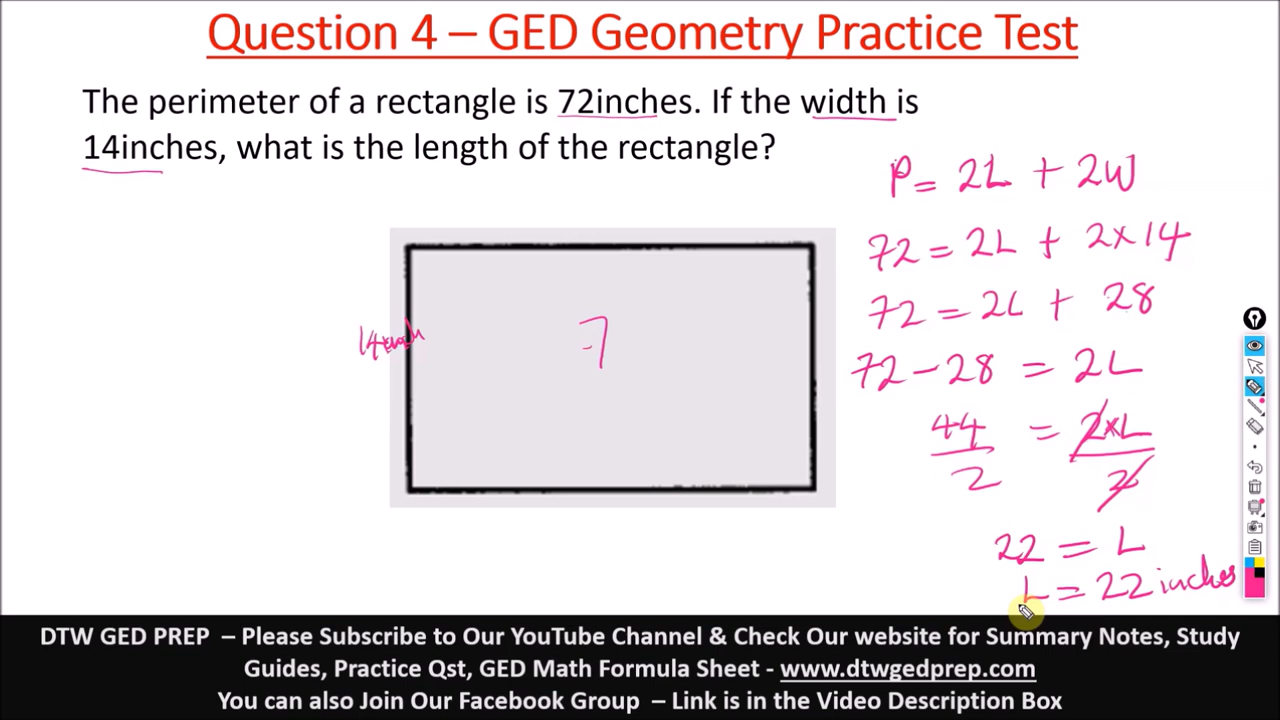 Question 4 – GED Geometry Practice Test
The perimeter of a rectangle is 72inches. If the width is
14inches, what is the length of the rectangle?
P = 2L + 2W
72 = 2L + 2x14
72 = 2L + 28
14
72 - 28 = 2L
44 = 2xL
2 2
22 = L
L = 22 inches
DTW GED PREP – Please Subscribe to Our YouTube Channel & Check Our website for Summary Notes, Study
Guides, Practice Qst, GED Math Formula Sheet - www.dtwgedprep.com
You can also Join Our Facebook Group – Link is in the Video Description Box